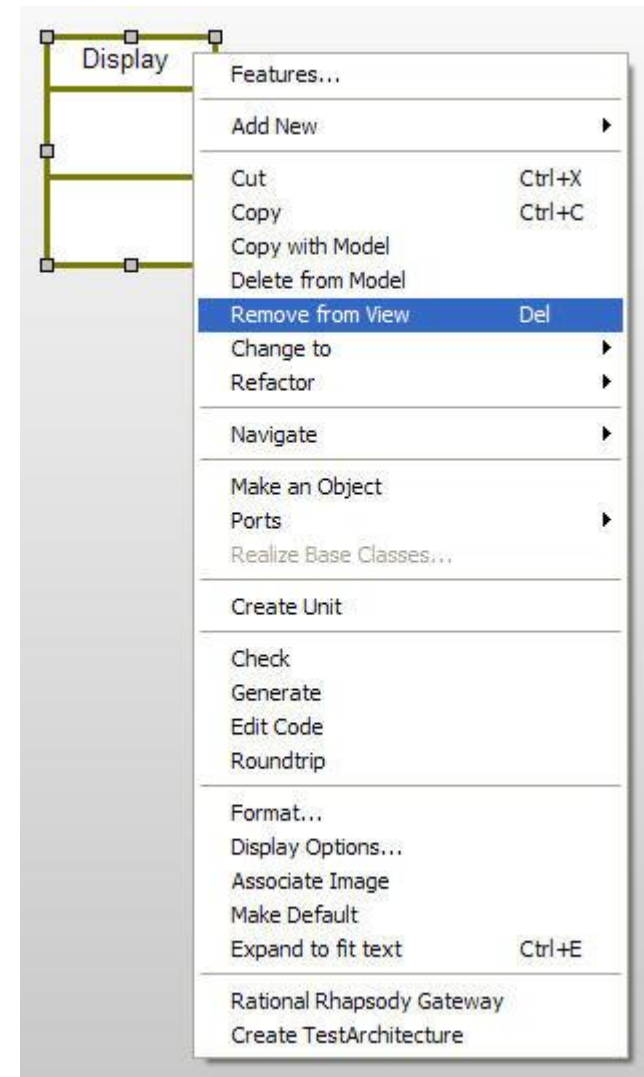 Display
Features...
Add New
Cut Ctrl+X
Copy Ctrl+C
Copy with Model
Delete from Model
Remove from View Del
Change to
Refactor
Navigate
Make an Object
Ports
Realize Base Classes...
Create Unit
Check
Generate
Edit Code
Roundtrip
Format...
Display Options...
Associate Image
Make Default
Expand to fit text Ctrl+E
Rational Rhapsody Gateway
Create TestArchitecture